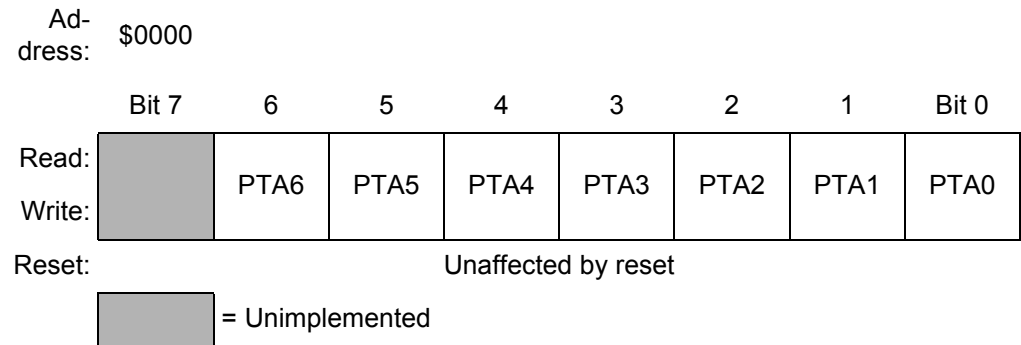 Ad-
dress: $0000
Bit 7 6 5 4 3 2 1 Bit 0
Read:
PTA6 PTA5 PTA4 PTA3 PTA2 PTA1 PTA0
Write:
Reset: Unaffected by reset
= Unimplemented